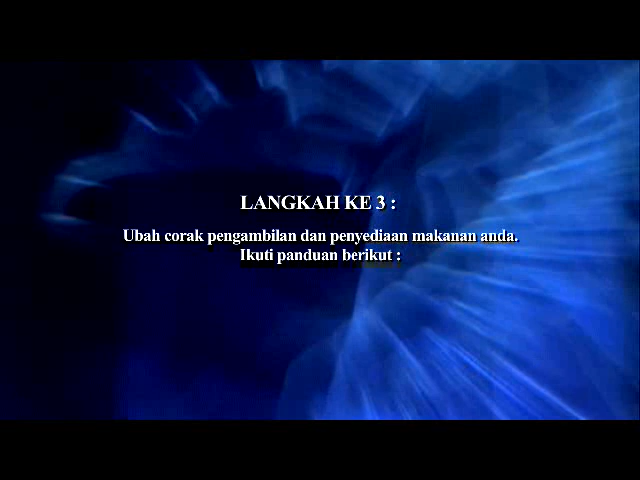 LANGKAH KE 3 :
Ubah corak pengambilan dan penyediaan makanan anda.
Ikuti panduan berikut :